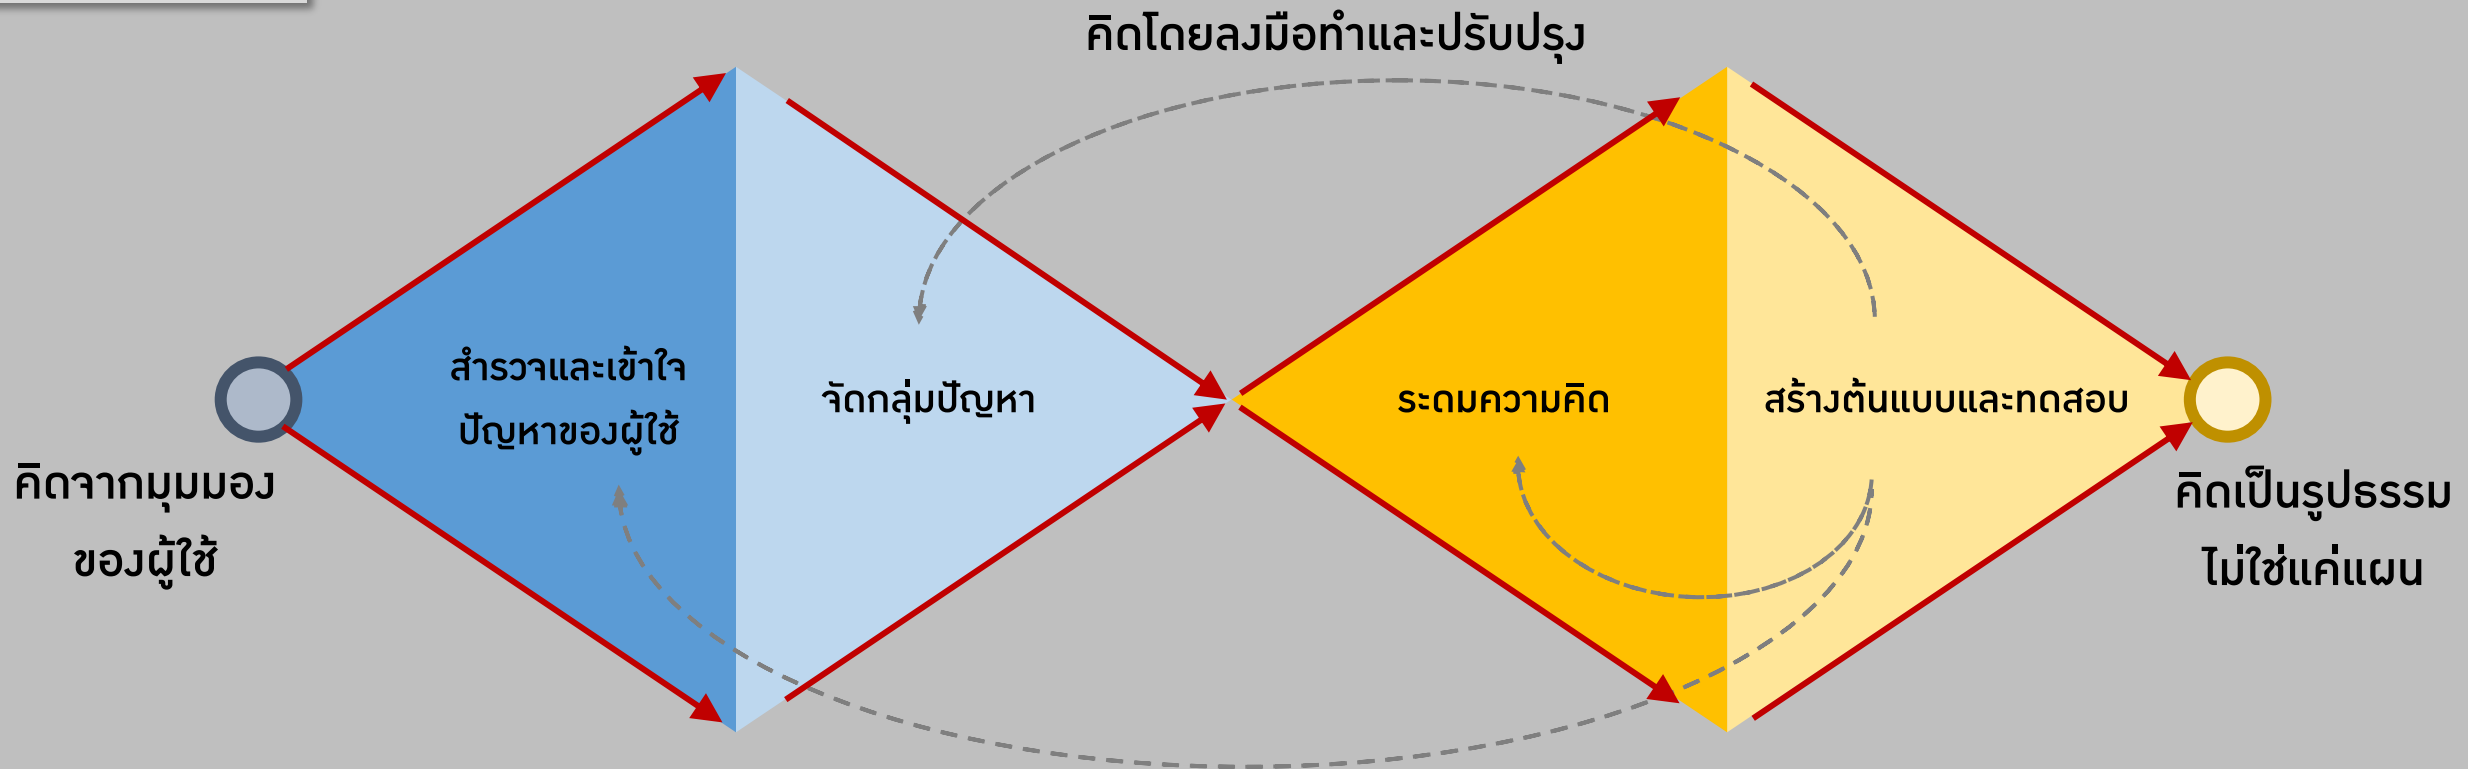 คิดโดยลงมือทำและปรับปรุง
สำรวจและเข้าใจ
ปัญหาของผู้ใช้
จัดกลุ่มปัญหา
ระดมความคิด
สร้างต้นแบบและทดสอบ
คิดจากมุมมอง
ของผู้ใช้
คิดเป็นรูปธรรม
ไม่ใช่แค่แผน